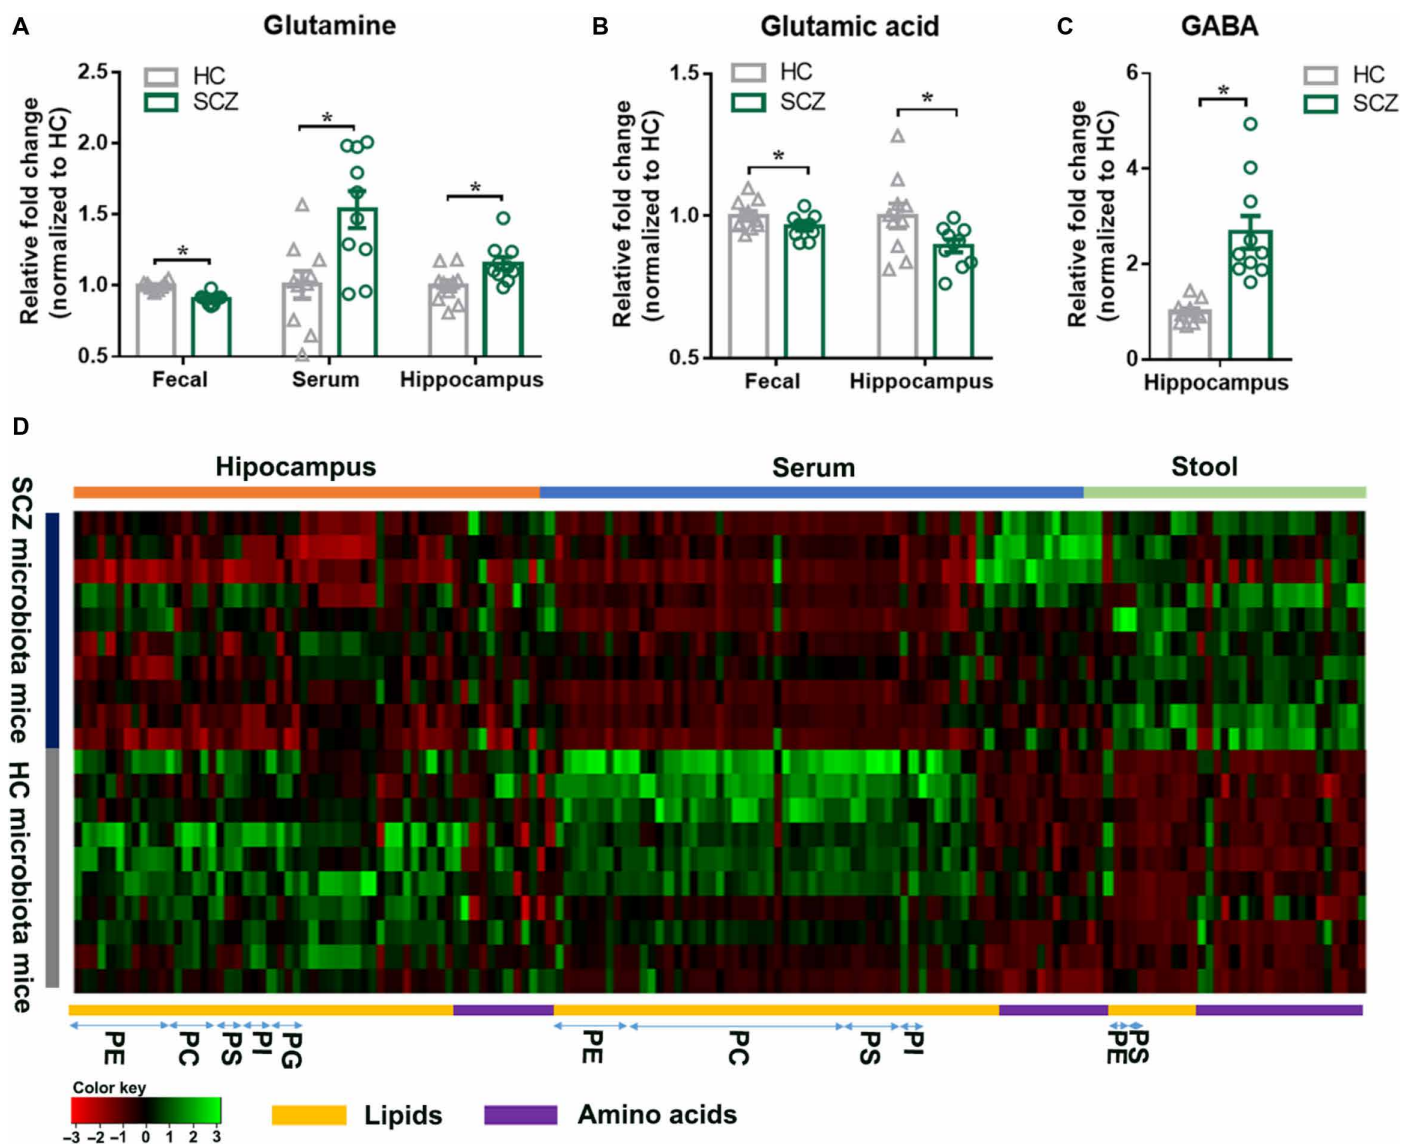 A
Glutamine
HC
SCZ
Relative fold change
(normalized to HC)
2.5
2.0
1.5
1.0
0.5
*
*
*
Fecal
Serum
Hippocampus
B
Glutamic acid
HC
SCZ
Relative fold change
(normalized to HC)
1.5
1.0
0.5
*
*
Fecal
Hippocampus
C
GABA
HC
SCZ
Relative fold change
(normalized to HC)
6
4
2
0
*
Hippocampus
D
Hipocampus
Serum
Stool
SCZ microbiota mice
HC microbiota mice
PE
PC
PS
PI
PG
PE
PC
PS
PI
PE
PS
Color key
−3 −2 −1 0 1 2 3
Lipids
Amino acids